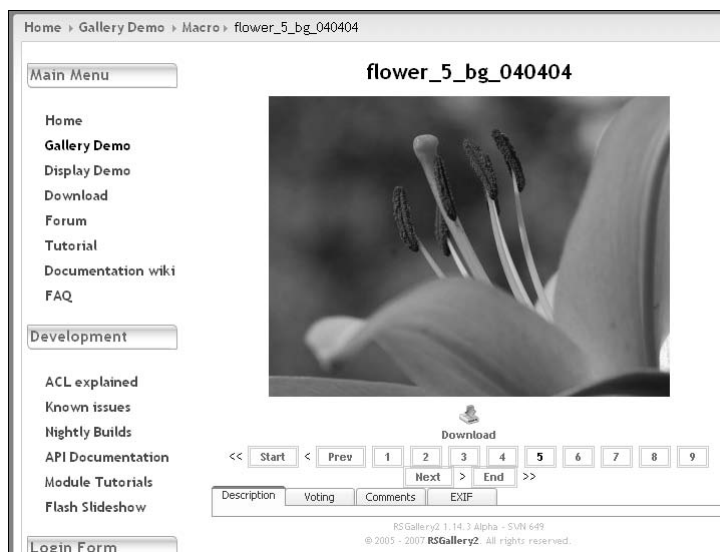 Home Gallery Demo Macro flower_5_bg_040404
Main Menu
Home
Gallery Demo
Display Demo
Download
Forum
Tutorial
Documentation wiki
FAQ
Development
ACL explained
Known issues
Nightly Builds
API Documentation
Module Tutorials
Flash Slideshow
Login Form
flower_5_bg_040404
Download
<< Start < Prev 1 2 3 4 5 6 7 8 9
Next > End >>
Description Voting Comments EXIF
RSGallery2 1.14.3 Alpha - SVN 649
© 2005 - 2007 RSGallery2. All rights reserved.